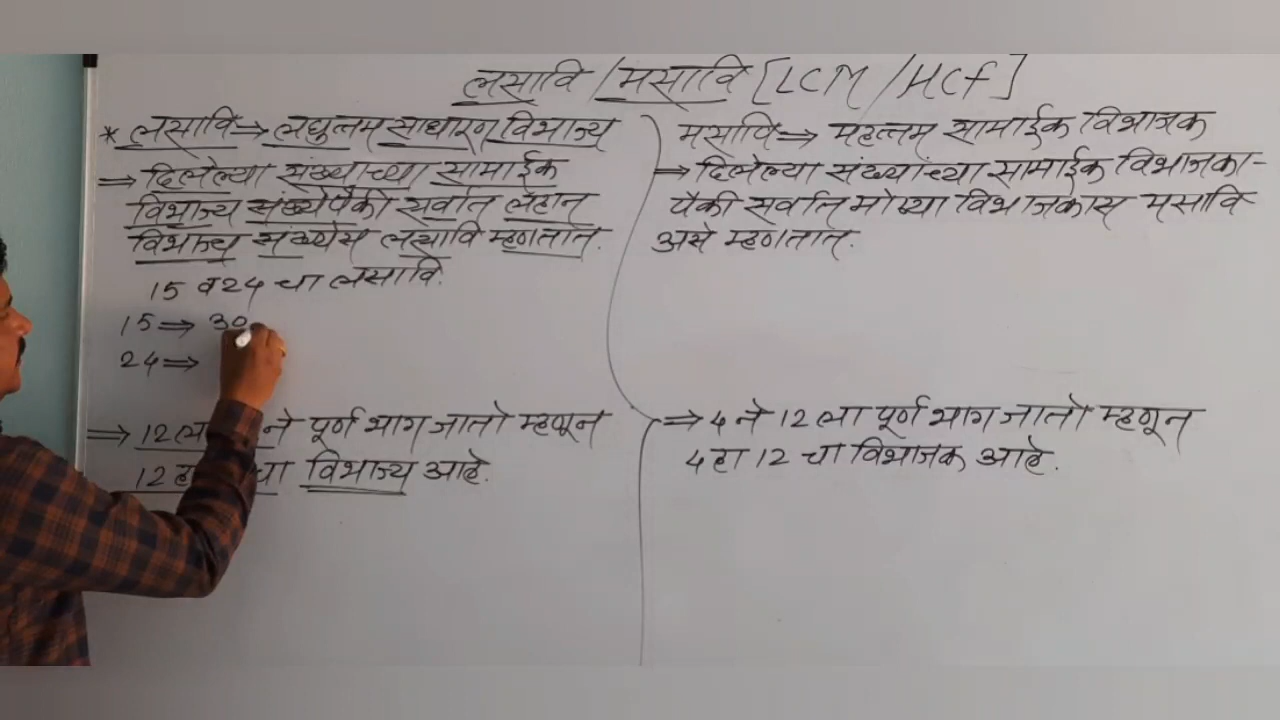 लसावि / मसावि [LCM / HCF]
* लसावि ⇒ लघुत्तम साधारण विभाज्य
⇒ दिलेल्या संख्याच्या सामाईक
विभाज्य संख्येपैकी सर्वात लहान
विभाज्य संख्येस लसावि म्हणतात.
15 व 24 चा लसावि.
15 ⇒ 30
24 ⇒
⇒ 12 ला ने पूर्ण भाग जातो म्हणून
12 हा चा विभाज्य आहे.
मसावि ⇒ महत्तम सामाईक विभाजक
⇒ दिलेल्या संख्यांच्या सामाईक विभाजका-
पैकी सर्वात मोठ्या विभाजकास मसावि
असे म्हणतात.
⇒ 4 ने 12 ला पूर्ण भाग जातो म्हणून
4 हा 12 चा विभाजक आहे.